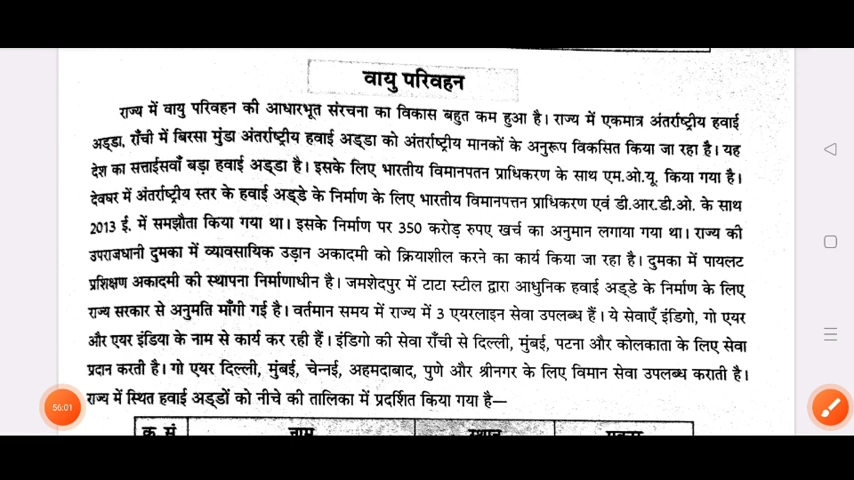 वायु परिवहन
राज्य में वायु परिवहन की आधारभूत संरचना का विकास बहुत कम हुआ है। राज्य में एकमात्र अंतर्राष्ट्रीय हवाई
अड्डा, राँची में बिरसा मुंडा अंतर्राष्ट्रीय हवाई अड्डा को अंतर्राष्ट्रीय मानकों के अनुरूप विकसित किया जा रहा है। यह
देश का सत्ताईसवाँ बड़ा हवाई अड्डा है। इसके लिए भारतीय विमानपतन प्राधिकरण के साथ एम.ओ.यू. किया गया है।
देवघर में अंतर्राष्ट्रीय स्तर के हवाई अड्डे के निर्माण के लिए भारतीय विमानपत्तन प्राधिकरण एवं डी.आर.डी.ओ. के साथ
2013 ई. में समझौता किया गया था। इसके निर्माण पर 350 करोड़ रुपए खर्च का अनुमान लगाया गया था। राज्य की
उपराजधानी दुमका में व्यावसायिक उड़ान अकादमी को क्रियाशील करने का कार्य किया जा रहा है। दुमका में पायलट
प्रशिक्षण अकादमी की स्थापना निर्माणाधीन है। जमशेदपुर में टाटा स्टील द्वारा आधुनिक हवाई अड्डे के निर्माण के लिए
राज्य सरकार से अनुमति माँगी गई है। वर्तमान समय में राज्य में 3 एयरलाइन सेवा उपलब्ध हैं। ये सेवाएँ इंडिगो, गो एयर
और एयर इंडिया के नाम से कार्य कर रही हैं। इंडिगो की सेवा राँची से दिल्ली, मुंबई, पटना और कोलकाता के लिए सेवा
प्रदान करती है। गो एयर दिल्ली, मुंबई, चेन्नई, अहमदाबाद, पुणे और श्रीनगर के लिए विमान सेवा उपलब्ध कराती है।
राज्य में स्थित हवाई अड्डों को नीचे की तालिका में प्रदर्शित किया गया है—
56:01
क्र.सं. नाम स्थान